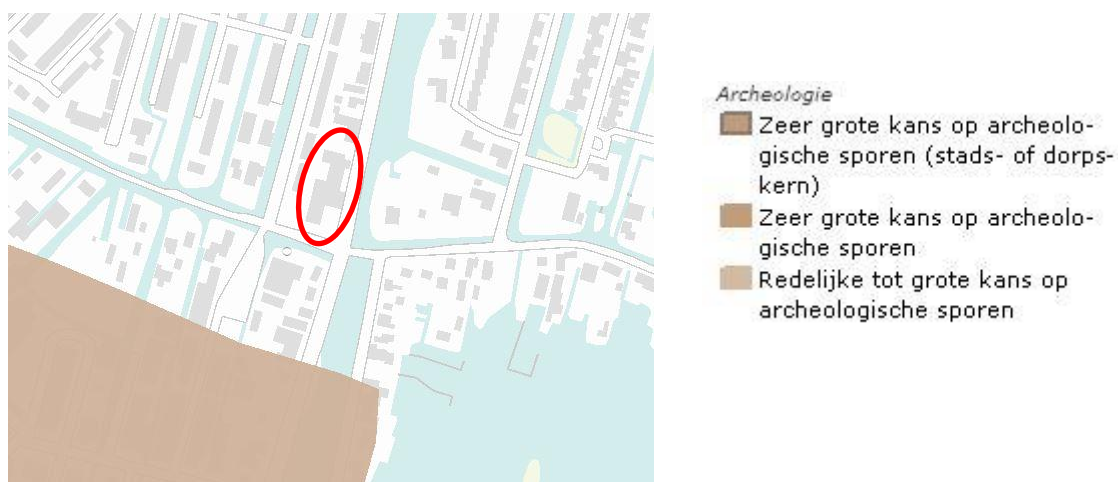 Archeologie
Zeer grote kans op archeolo-
gische sporen (stads- of dorps-
kern)
Zeer grote kans op archeolo-
gische sporen
Redelijke tot grote kans op
archeologische sporen